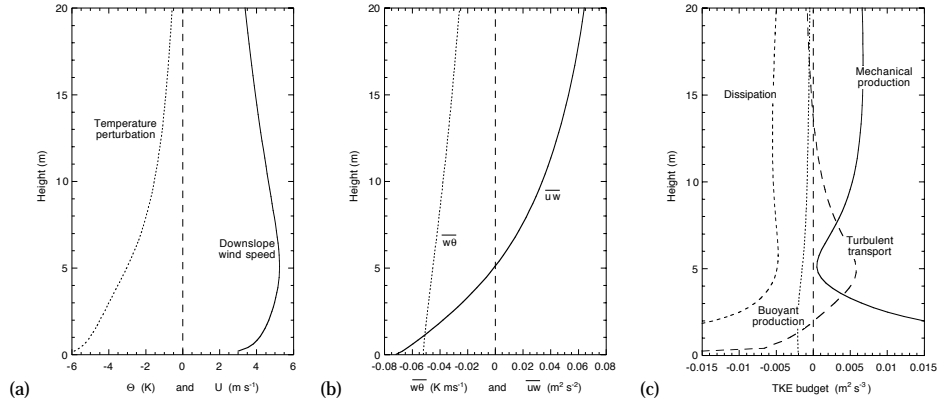 20
15
10
5
0
Height (m)
Temperature
perturbation
Downslope
wind speed
-6 -4 -2 0 2 4 6
(a) Θ (K) and U (m s⁻¹)
20
15
10
5
0
Height (m)
w̅θ̅
u̅w̅
-0.08 -0.06 -0.04 -0.02 0 0.02 0.04 0.06 0.08
(b) w̅θ̅ (K ms⁻¹) and u̅w̅ (m² s⁻²)
20
15
10
5
0
Height (m)
Mechanical
production
Dissipation
Turbulent
transport
Buoyant
production
-0.015 -0.01 -0.005 0 0.005 0.01 0.015
(c) TKE budget (m² s⁻³)